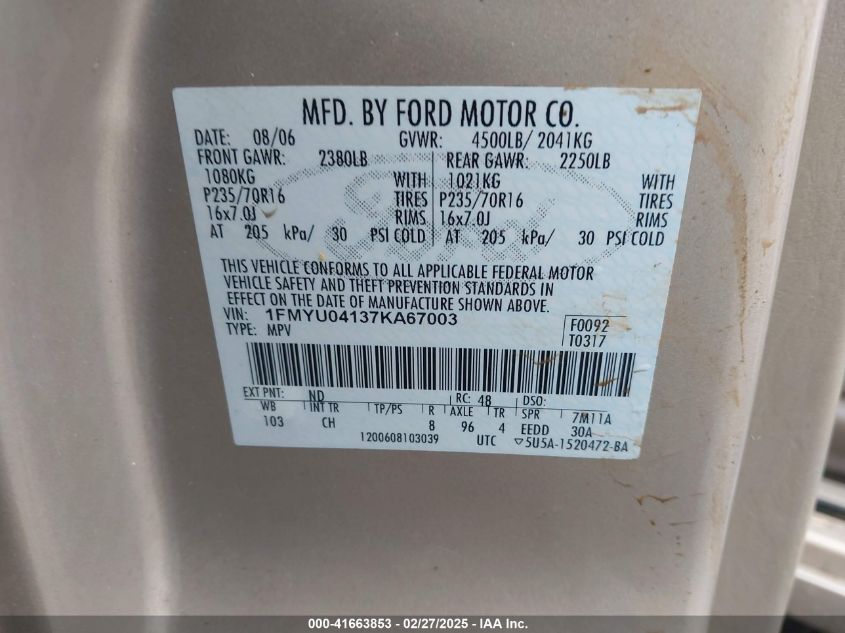 MFD. BY FORD MOTOR CO.
DATE: 08/06 GVWR: 4500LB/ 2041KG
FRONT GAWR: 2380LB REAR GAWR: 2250LB
1080KG WITH 1021KG WITH
P235/70R16 TIRES P235/70R16 TIRES
16x7.0J RIMS 16x7.0J RIMS
AT 205 kPa/ 30 PSI COLD AT 205 kPa/ 30 PSI COLD
THIS VEHICLE CONFORMS TO ALL APPLICABLE FEDERAL MOTOR
VEHICLE SAFETY AND THEFT PREVENTION STANDARDS IN
EFFECT ON THE DATE OF MANUFACTURE SHOWN ABOVE.
VIN: 1FMYU04137KA67003 F0092
TYPE: MPV T0317
EXT PNT: ND RC: 48 DSO:
WB INT TR TP/PS R AXLE TR SPR 7M11A
103 CH 8 96 4 EEDD 30A
1200608103039 UTC ▽5U5A-1520472-BA
Ford
000-41663853 - 02/27/2025 - IAA Inc.